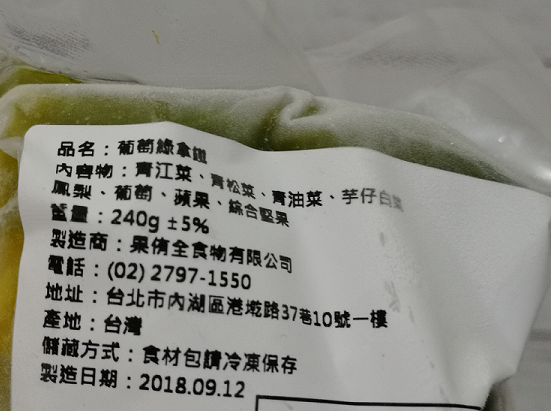 品名：葡萄綠拿鐵
內容物：青江菜、青松菜、青油菜、芋仔白菜
鳳梨、葡萄、蘋果、綜合堅果
重量：240g ±5%
製造商：果侑全食物有限公司
電話：(02) 2797-1550
地址：台北市內湖區港墘路37巷10號一樓
產地：台灣
儲藏方式：食材包請冷凍保存
製造日期：2018.09.12